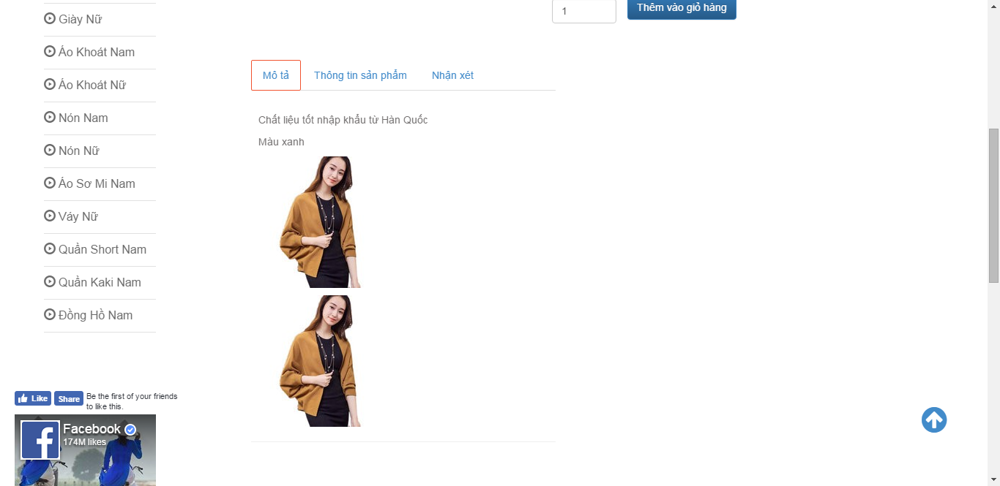 Giày Nữ
Áo Khoát Nam
Áo Khoát Nữ
Nón Nam
Nón Nữ
Áo Sơ Mi Nam
Váy Nữ
Quần Short Nam
Quần Kaki Nam
Đồng Hồ Nam
Like Share Be the first of your friends
to like this.
Facebook
174M likes
1 Thêm vào giỏ hàng
Mô tả Thông tin sản phẩm Nhận xét
Chất liệu tốt nhập khẩu từ Hàn Quốc
Màu xanh